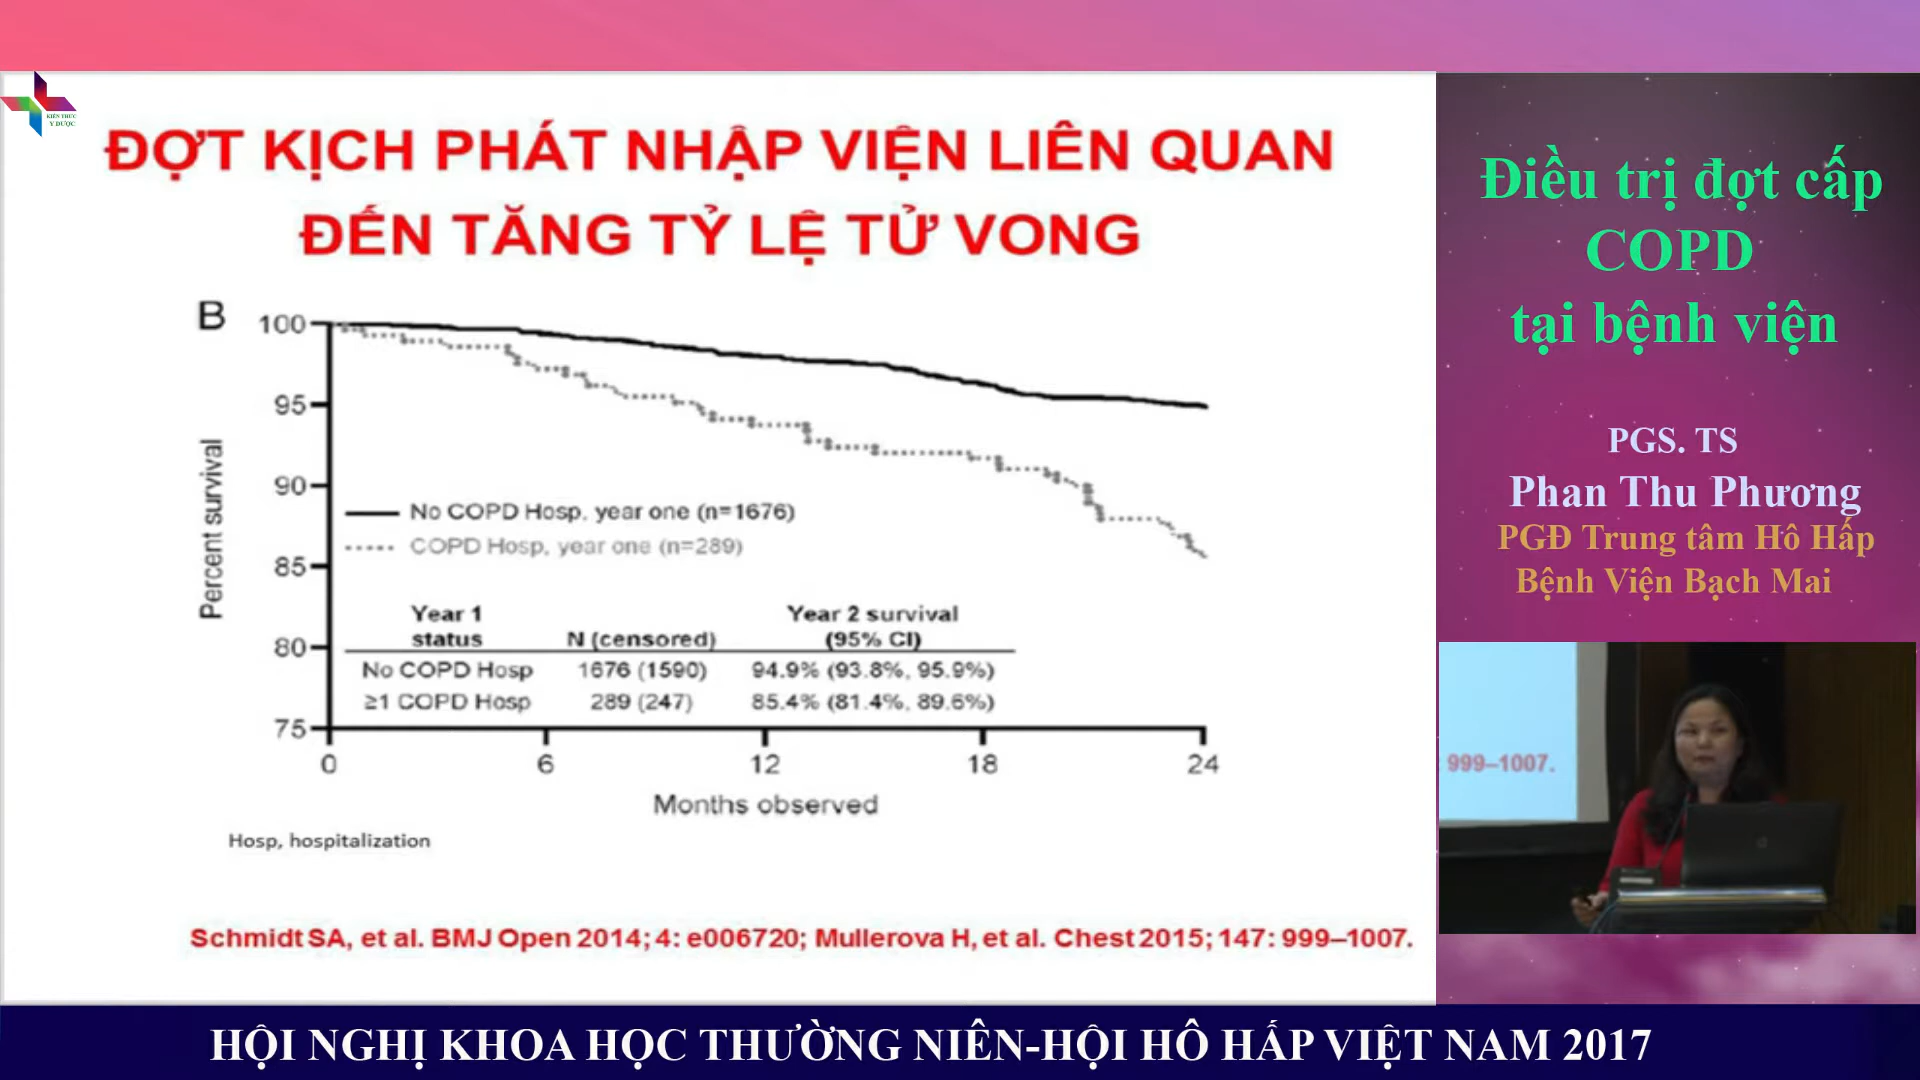 KIẾN THỨC
Y DƯỢC
ĐỢT KỊCH PHÁT NHẬP VIỆN LIÊN QUAN
ĐẾN TĂNG TỶ LỆ TỬ VONG
B
Percent survival
100
95
90
85
80
75
No COPD Hosp, year one (n=1676)
COPD Hosp, year one (n=289)
Year 1 status N (censored) Year 2 survival (95% CI)
No COPD Hosp 1676 (1590) 94.9% (93.8%, 95.9%)
≥1 COPD Hosp 289 (247) 85.4% (81.4%, 89.6%)
0 6 12 18 24
Months observed
Hosp, hospitalization
Schmidt SA, et al. BMJ Open 2014; 4: e006720; Mullerova H, et al. Chest 2015; 147: 999–1007.
Điều trị đợt cấp
COPD
tại bệnh viện
PGS. TS
Phan Thu Phương
PGĐ Trung tâm Hô Hấp
Bệnh Viện Bạch Mai
999–1007.
HỘI NGHỊ KHOA HỌC THƯỜNG NIÊN-HỘI HÔ HẤP VIỆT NAM 2017